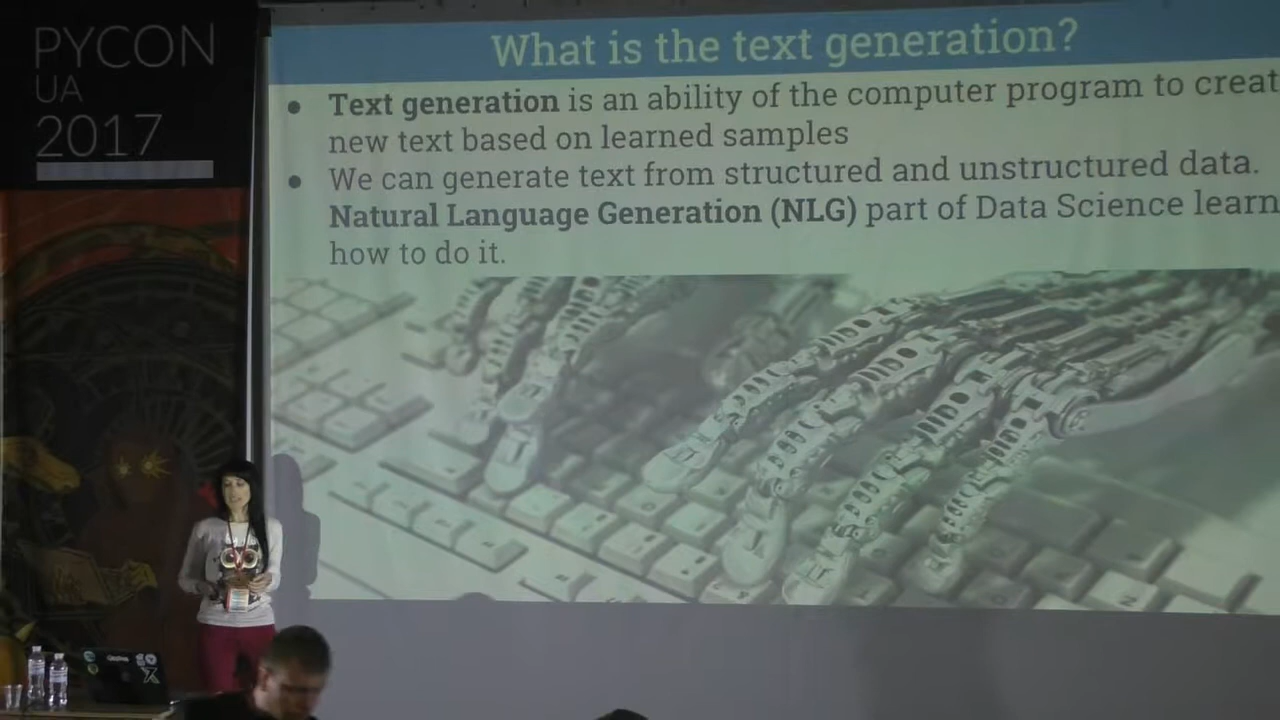 PYCON
UA
2017
What is the text generation?
• Text generation is an ability of the computer program to creat
new text based on learned samples
• We can generate text from structured and unstructured data.
Natural Language Generation (NLG) part of Data Science learn
how to do it.